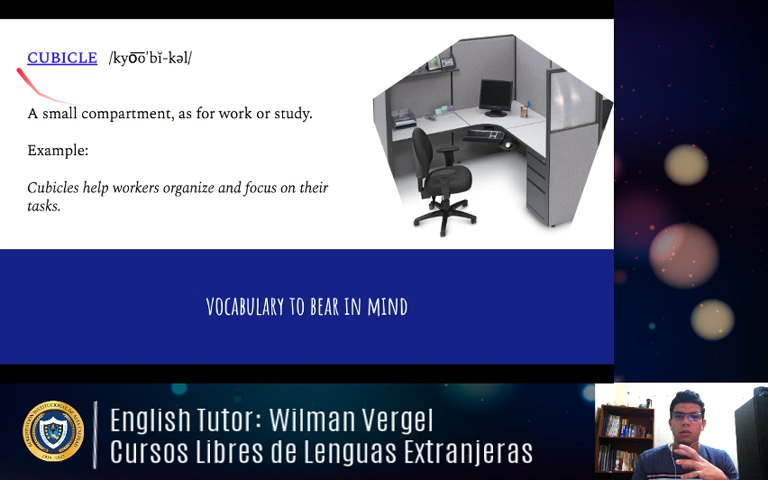 CUBICLE /kyo͞o′bĭ-kəl/
A small compartment, as for work or study.
Example:
Cubicles help workers organize and focus on their
tasks.
VOCABULARY TO BEAR IN MIND
English Tutor: Wilman Vergel
Cursos Libres de Lenguas Extranjeras